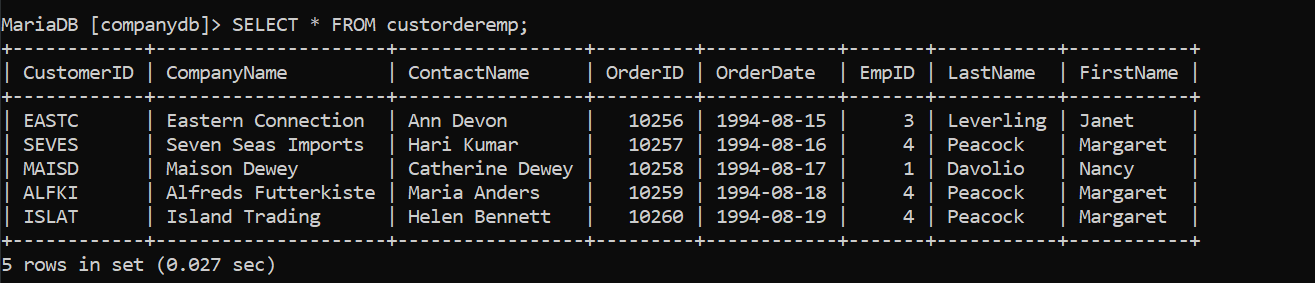 MariaDB [companydb]> SELECT * FROM custorderemp;
+------------+---------------------+-----------------+---------+------------+-------+-----------+-----------+
| CustomerID | CompanyName         | ContactName     | OrderID | OrderDate  | EmpID | LastName  | FirstName |
+------------+---------------------+-----------------+---------+------------+-------+-----------+-----------+
| EASTC      | Eastern Connection  | Ann Devon       |   10256 | 1994-08-15 |     3 | Leverling | Janet     |
| SEVES      | Seven Seas Imports  | Hari Kumar      |   10257 | 1994-08-16 |     4 | Peacock   | Margaret  |
| MAISD      | Maison Dewey        | Catherine Dewey |   10258 | 1994-08-17 |     1 | Davolio   | Nancy     |
| ALFKI      | Alfreds Futterkiste | Maria Anders    |   10259 | 1994-08-18 |     4 | Peacock   | Margaret  |
| ISLAT      | Island Trading      | Helen Bennett   |   10260 | 1994-08-19 |     4 | Peacock   | Margaret  |
+------------+---------------------+-----------------+---------+------------+-------+-----------+-----------+
5 rows in set (0.027 sec)